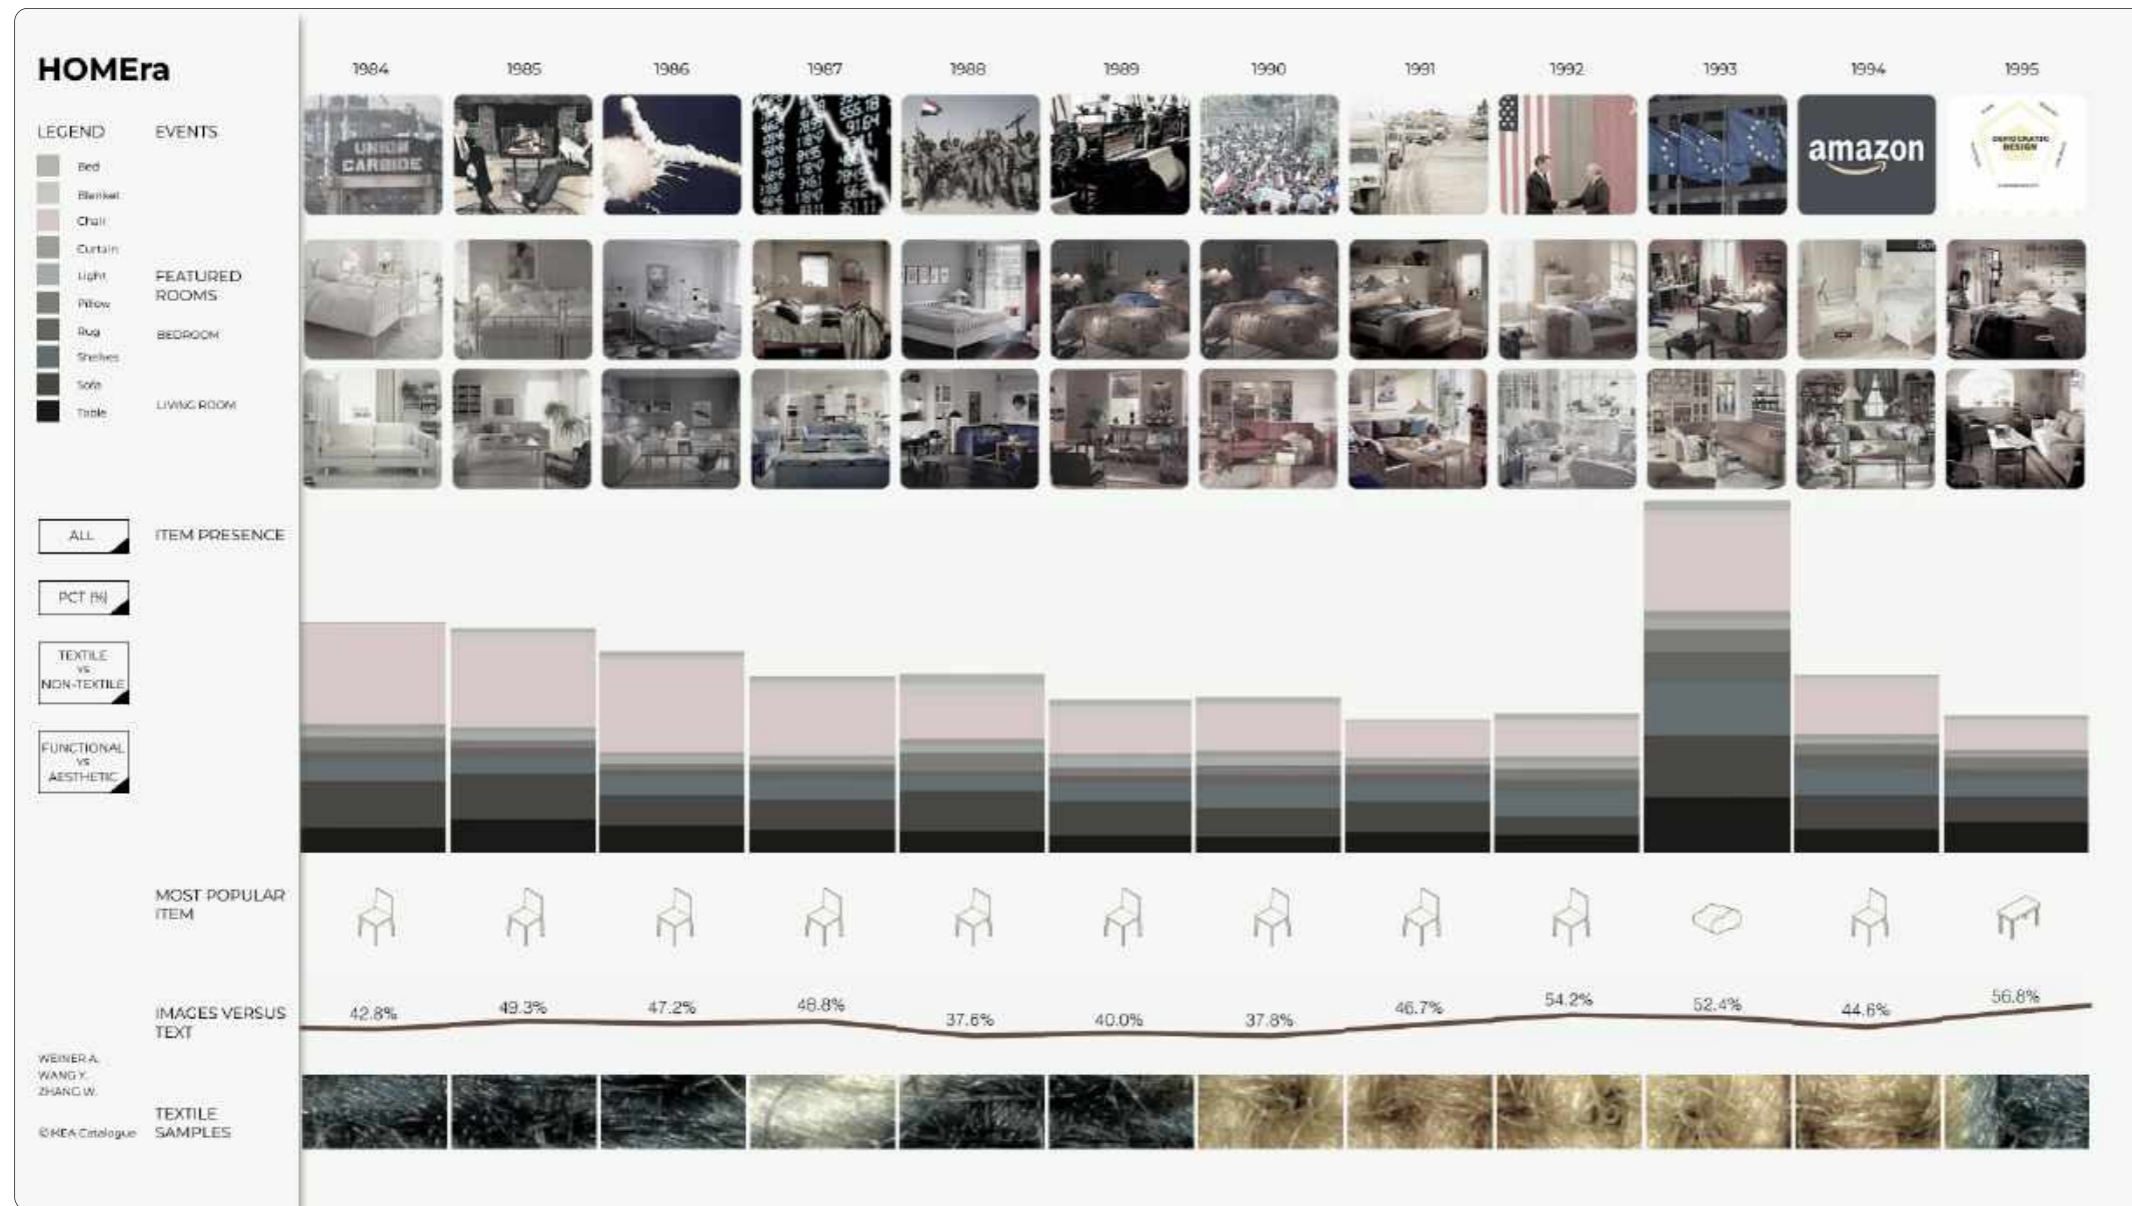 HOMEra
LEGEND
Bed
Blanket
Chair
Curtain
Light
Pillow
Rug
Shelves
Sofa
Table
ALL
PCT (%)
TEXTILE
VS
NON-TEXTILE
FUNCTIONAL
VS
AESTHETIC
WEINER A.
WANG Y.
ZHANG W.
© IKEA Catalogue
EVENTS
FEATURED
ROOMS
BEDROOM
LIVING ROOM
ITEM PRESENCE
MOST POPULAR
ITEM
IMAGES VERSUS
TEXT
TEXTILE
SAMPLES
1984 1985 1986 1987 1988 1989 1990 1991 1992 1993 1994 1995
UNION
CARBIDE
amazon
DEMOCRATIC
DESIGN
42.8% 49.3% 47.2% 48.8% 37.6% 40.0% 37.8% 46.7% 54.2% 52.4% 44.6% 56.8%